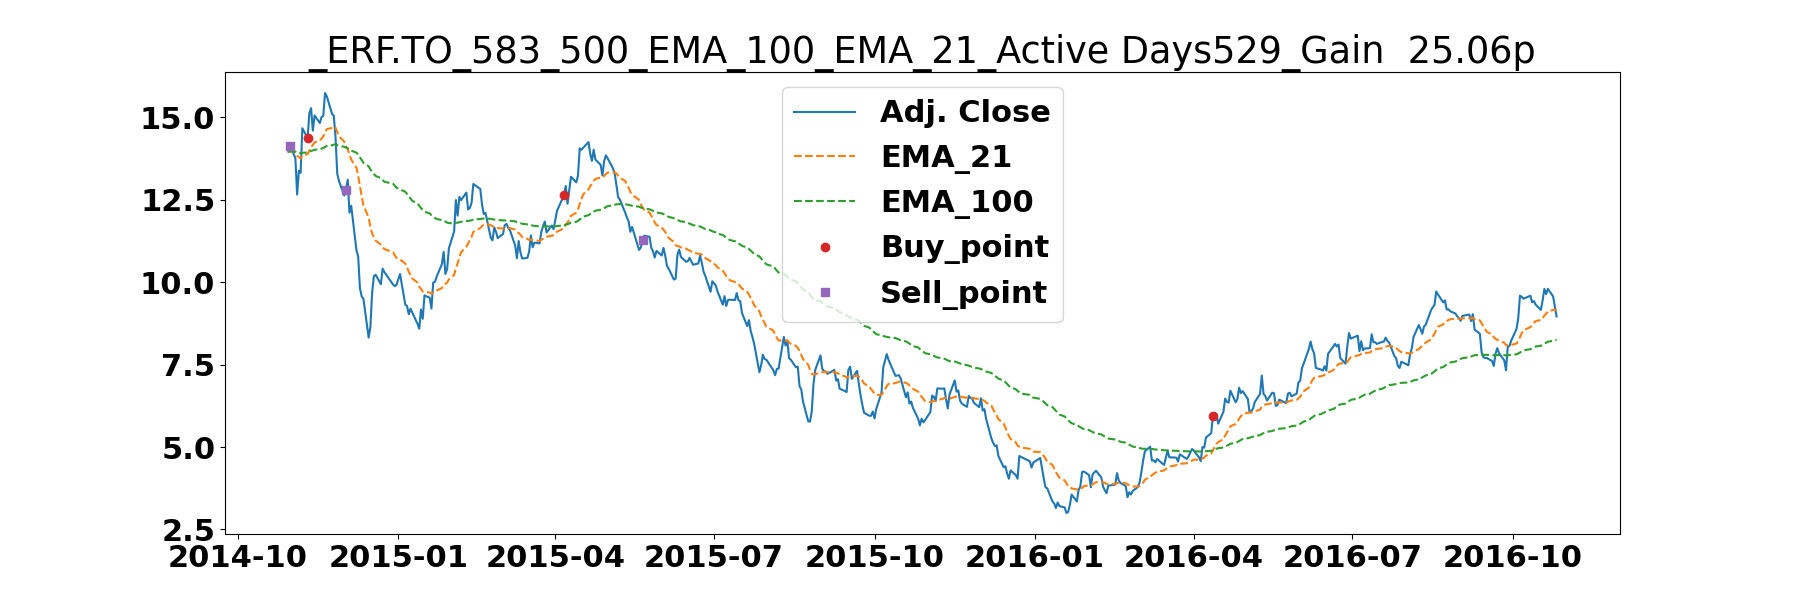 _ERF.TO_583_500_EMA_100_EMA_21_Active Days529_Gain  25.06p
15.0
12.5
10.0
7.5
5.0
2.5
Adj. Close
EMA_21
EMA_100
Buy_point
Sell_point
2014-10 2015-01 2015-04 2015-07 2015-10 2016-01 2016-04 2016-07 2016-10